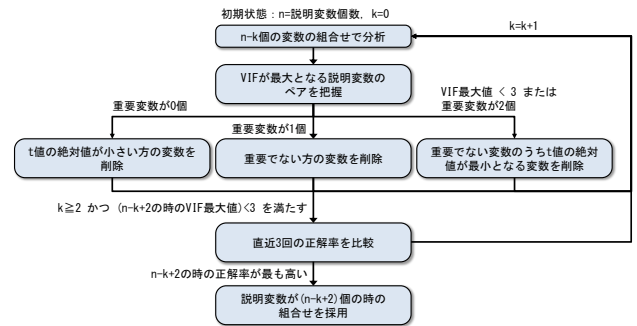 初期状態：n=説明変数個数, k=0
k=k+1
n-k個の変数の組合せで分析
VIFが最大となる説明変数の
ペアを把握
VIF最大値 < 3 または
重要変数が2個
重要変数が0個
重要変数が1個
t値の絶対値が小さい方の変数を
削除
重要でない方の変数を削除
重要でない変数のうちt値の絶対
値が最小となる変数を削除
k≧2 かつ (n-k+2の時のVIF最大値)<3 を満たす
直近3回の正解率を比較
n-k+2の時の正解率が最も高い
説明変数が(n-k+2)個の時の
組合せを採用